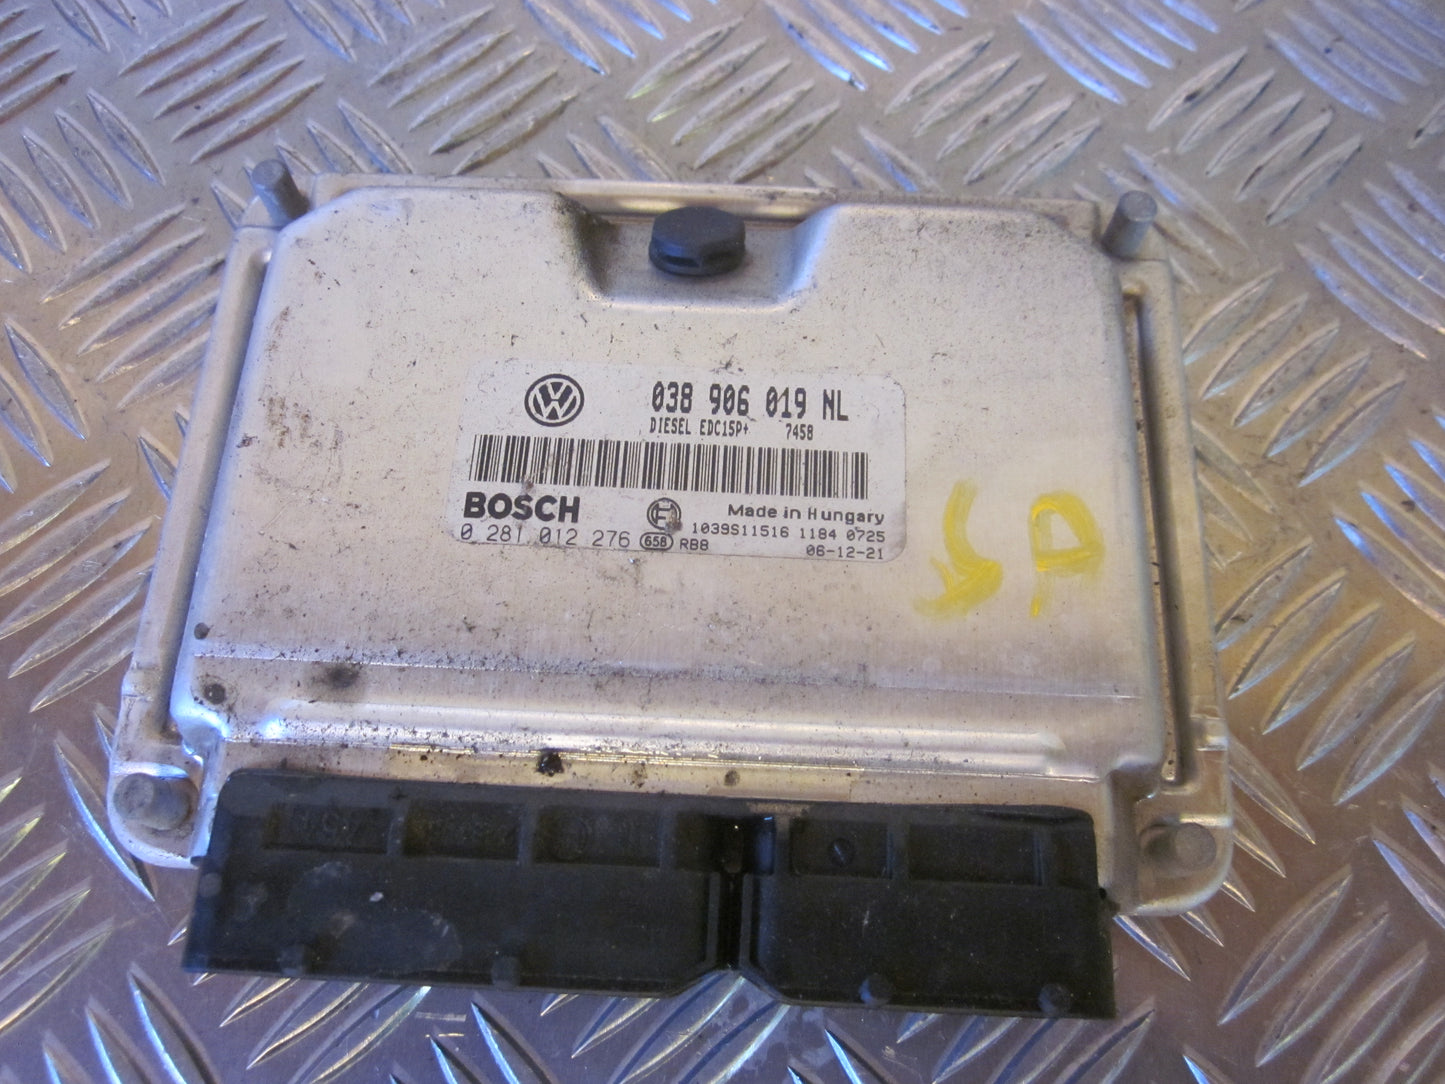 VW
038 906 019 NL
DIESEL EDC15P+ 7458
BOSCH
Made in Hungary
0 281 012 276 658 RB8
1039S11516 1184 0725
06-12-21